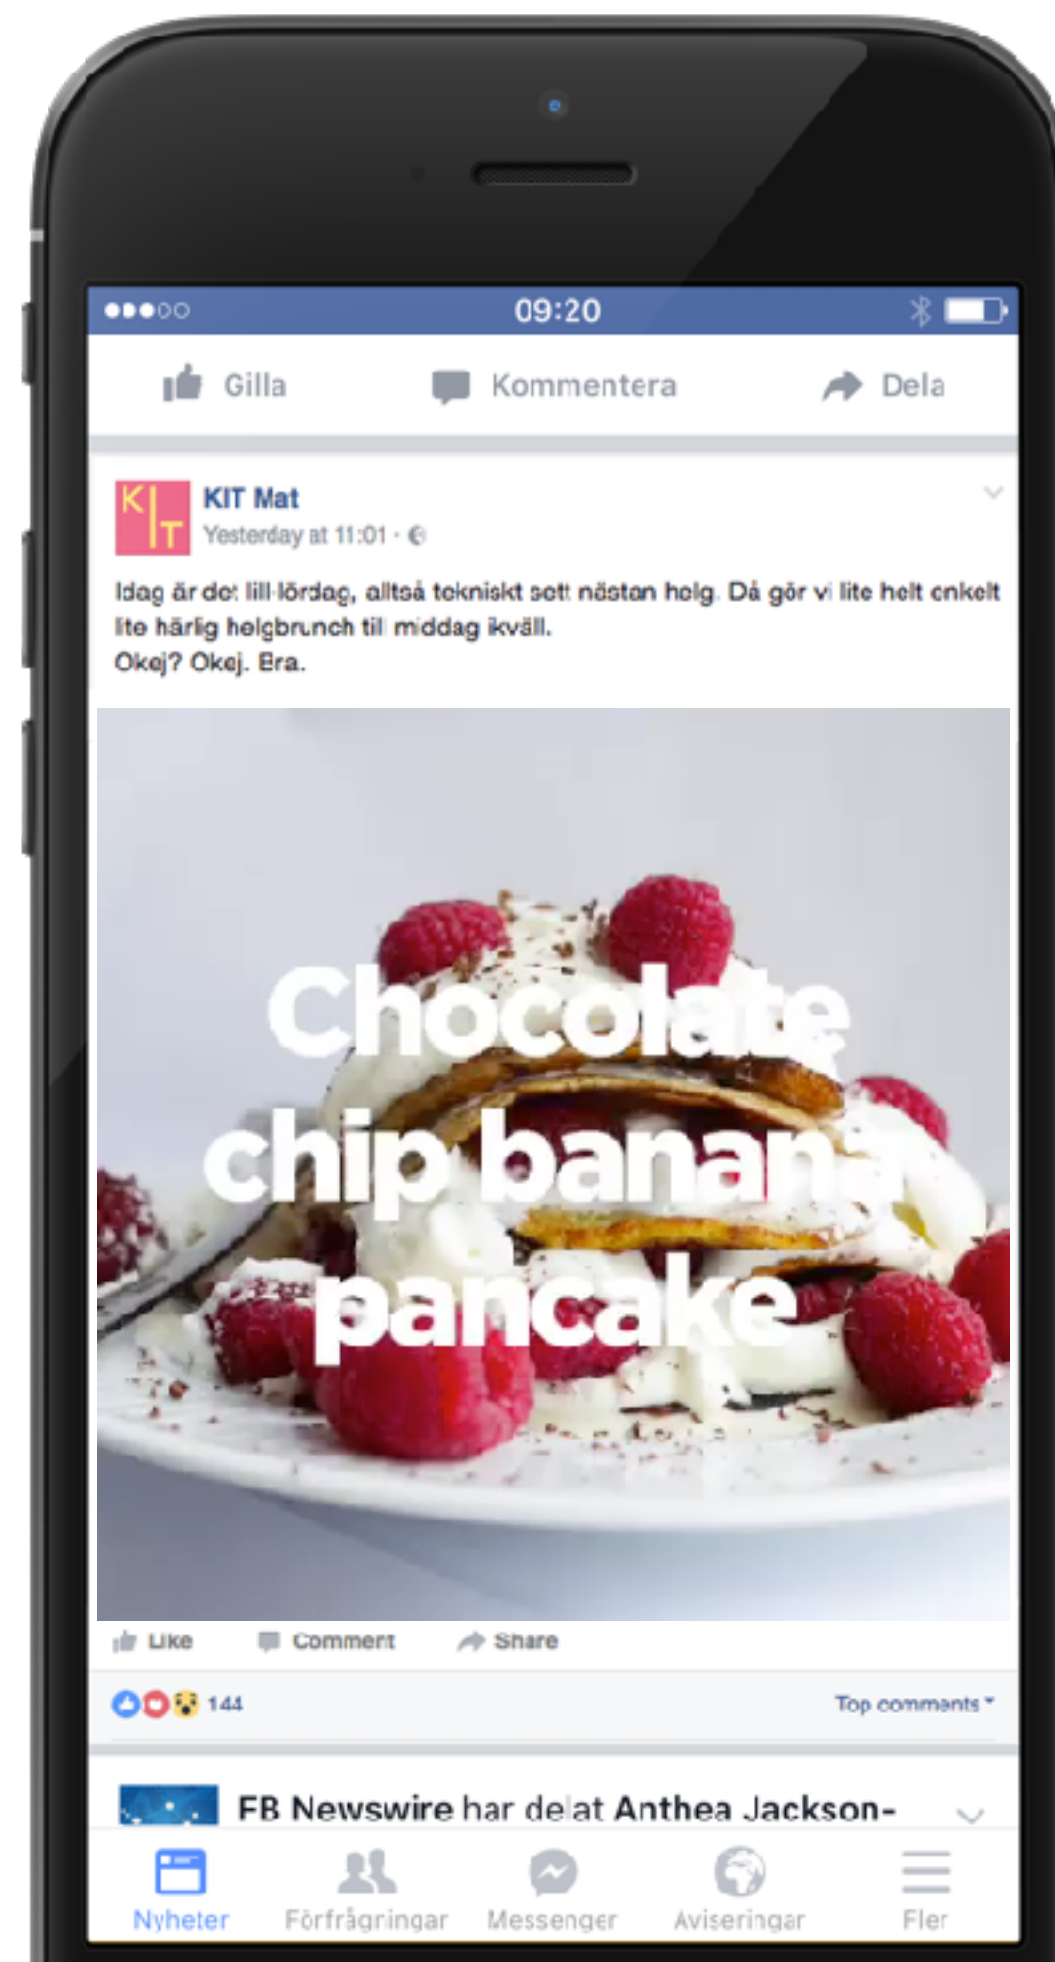 09:20
Gilla Kommentera Dela
KIT
KIT Mat
Yesterday at 11:01 ·
Idag är det lill-lördag, alltså tekniskt sett nästan helg. Då gör vi lite helt enkelt
lite härlig helgbrunch till middag ikväll.
Okej? Okej. Bra.
Chocolate
chip banana
pancake
Like Comment Share
144 Top comments
FB Newswire har delat Anthea Jackson-
Nyheter Förfrågningar Messenger Aviseringar Fler